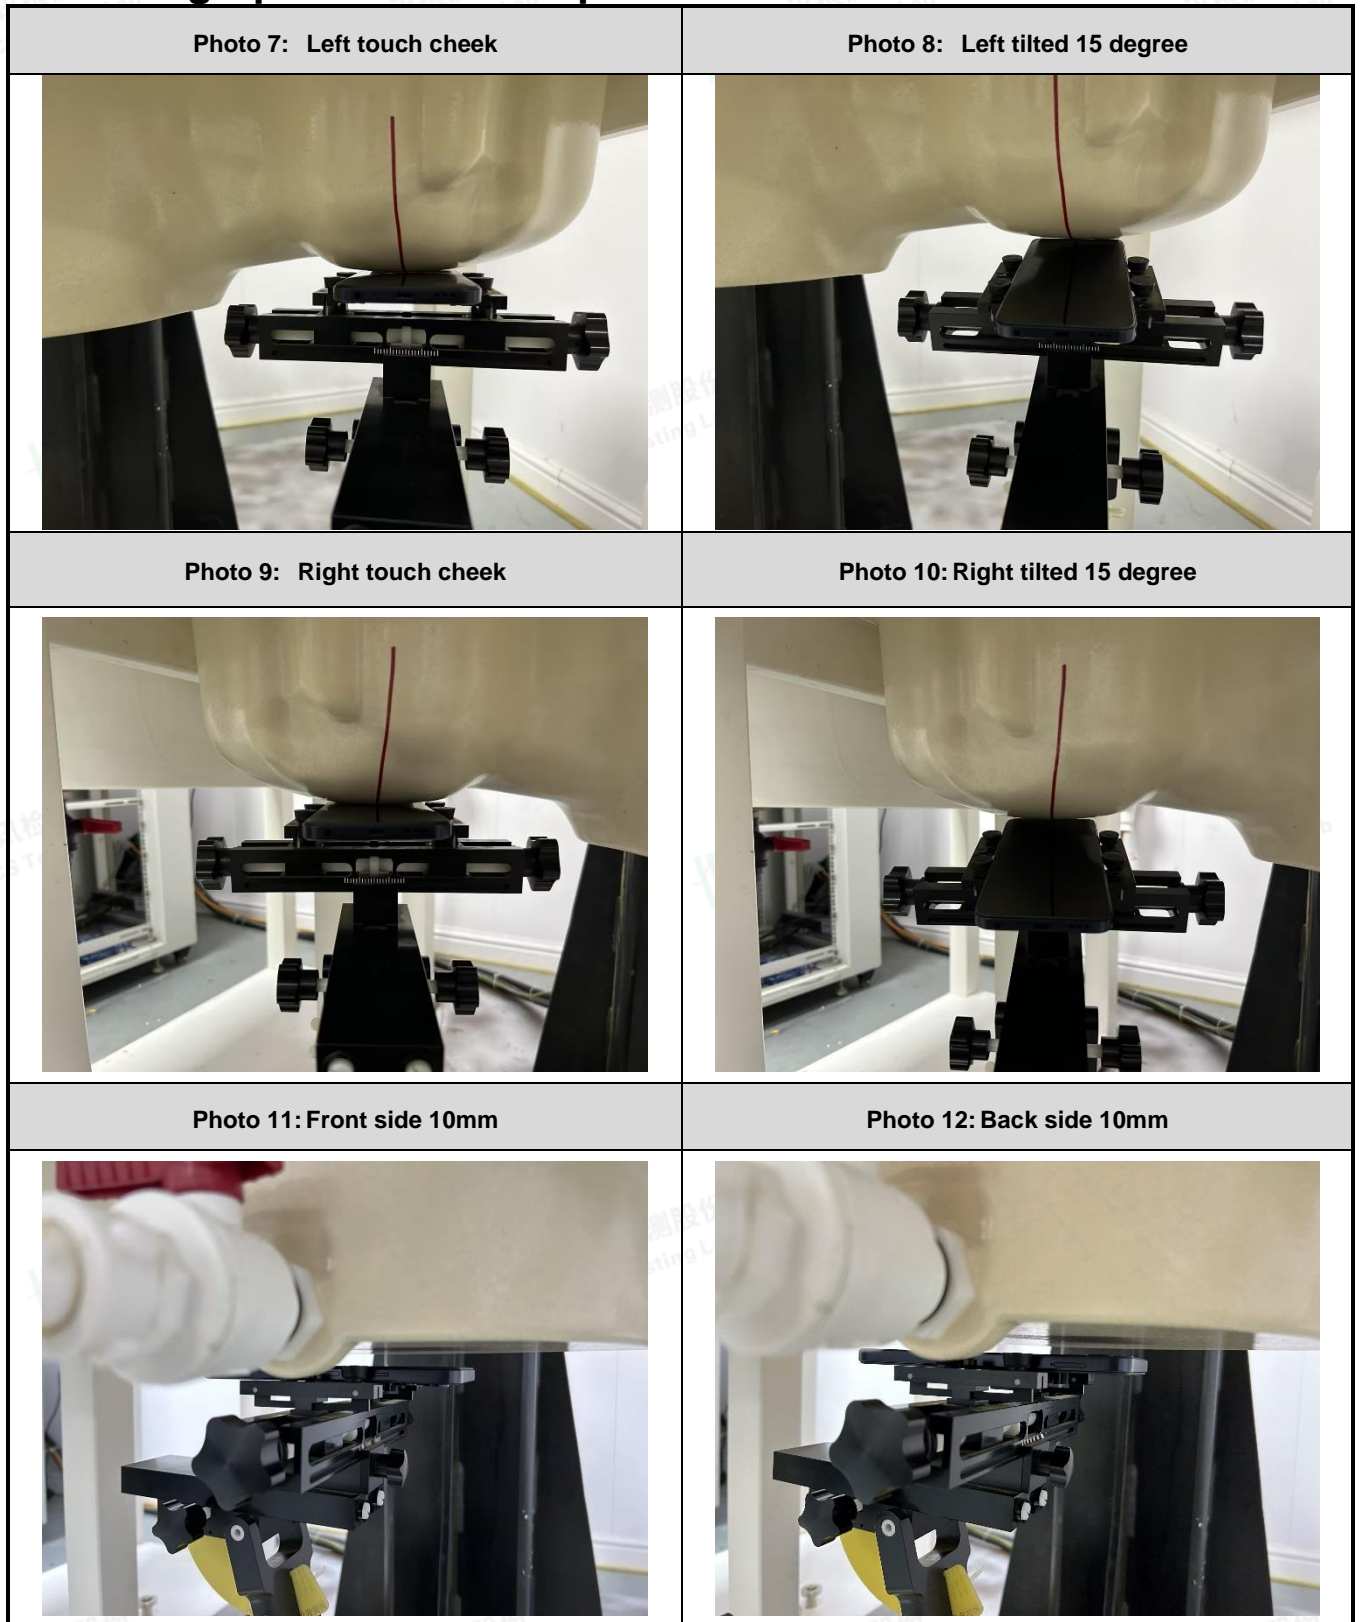 Photo 7: Left touch cheek
Photo 8: Left tilted 15 degree
Photo 9: Right touch cheek
Photo 10: Right tilted 15 degree
Photo 11: Front side 10mm
Photo 12: Back side 10mm